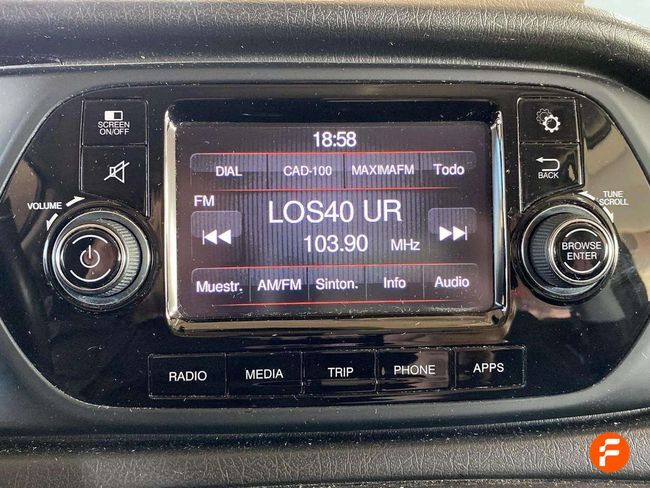 SCREEN
ON/OFF
18:58
DIAL CAD-100 MAXIMAFM Todo
BACK
VOLUME
FM
LOS40 UR
103.90 MHz
TUNE
SCROLL
BROWSE
ENTER
Muestr. AM/FM Sinton. Info Audio
RADIO MEDIA TRIP PHONE APPS